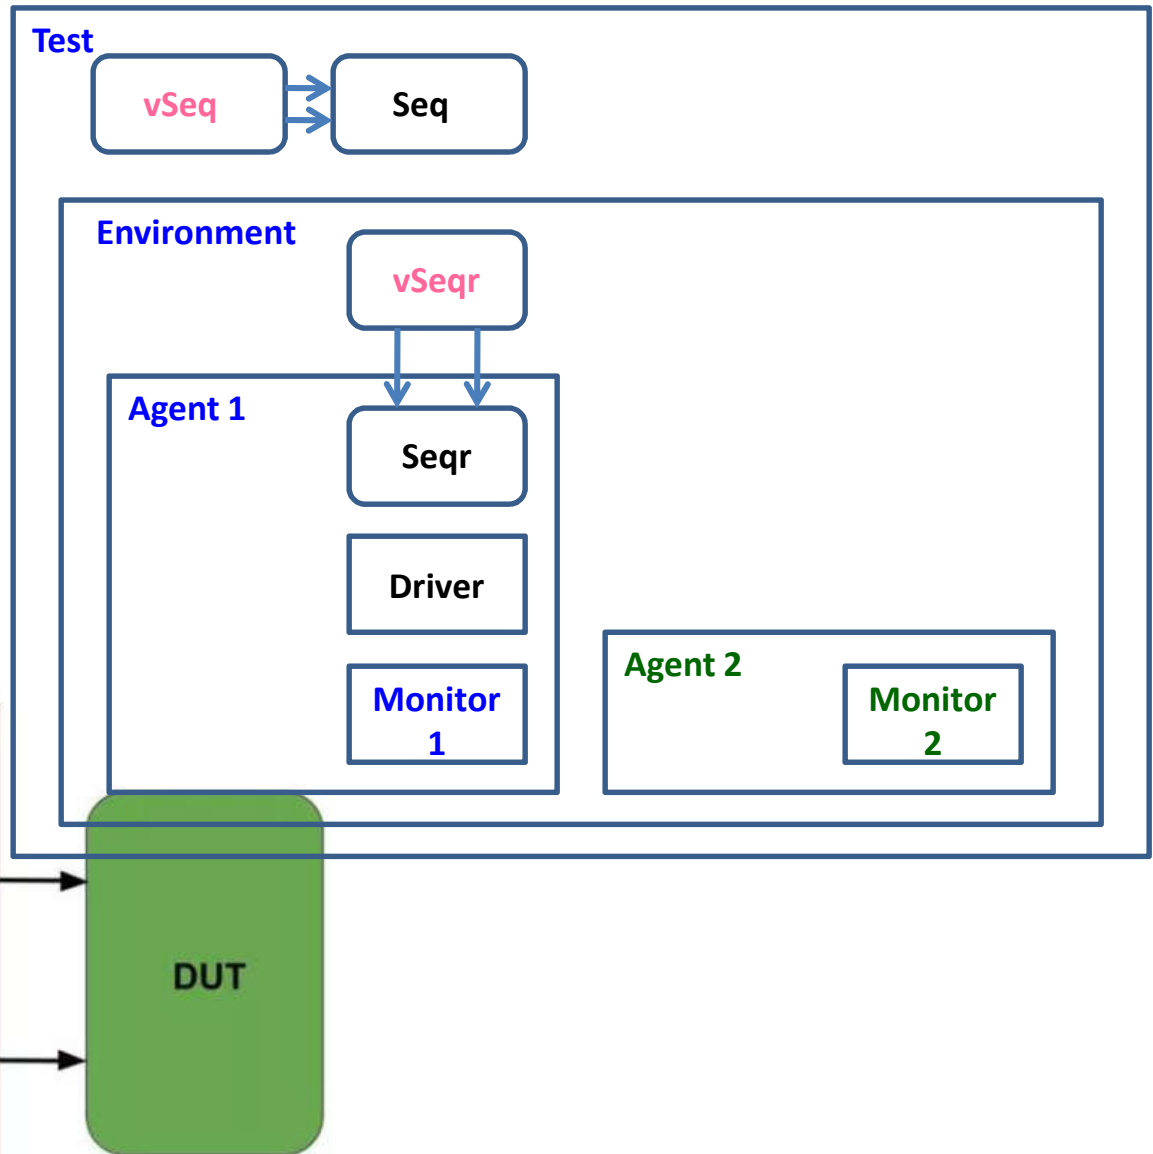 Test
vSeq
Seq
Environment
vSeqr
Agent 1
Seqr
Driver
Monitor
1
Agent 2
Monitor
2
DUT